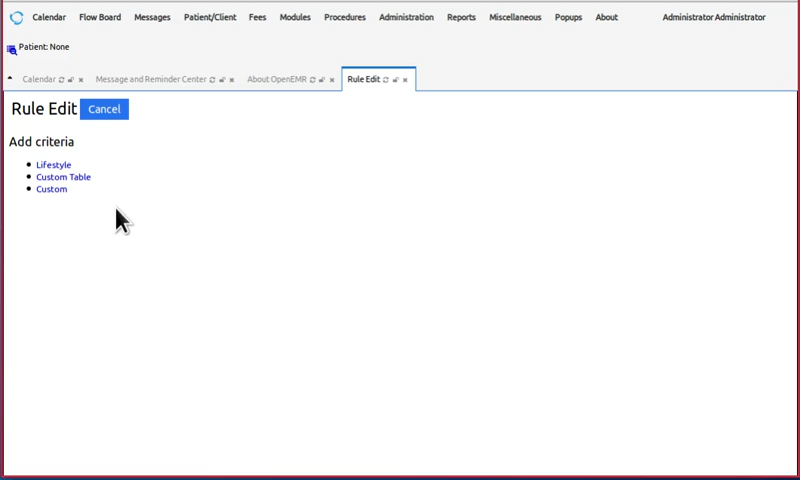 Calendar Flow Board Messages Patient/Client Fees Modules Procedures Administration Reports Miscellaneous Popups About Administrator Administrator
Patient: None
Calendar Message and Reminder Center About OpenEMR Rule Edit
Rule Edit Cancel
Add criteria
Lifestyle
Custom Table
Custom